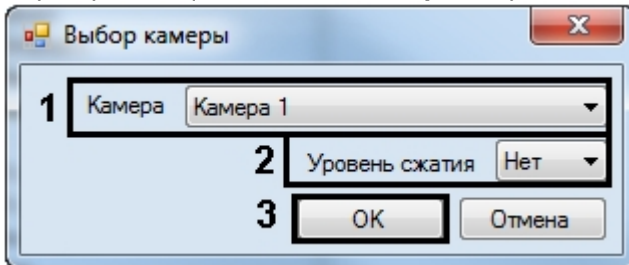 Выбор камеры
1 Камера Камера 1
2 Уровень сжатия Нет
3 OK Отмена